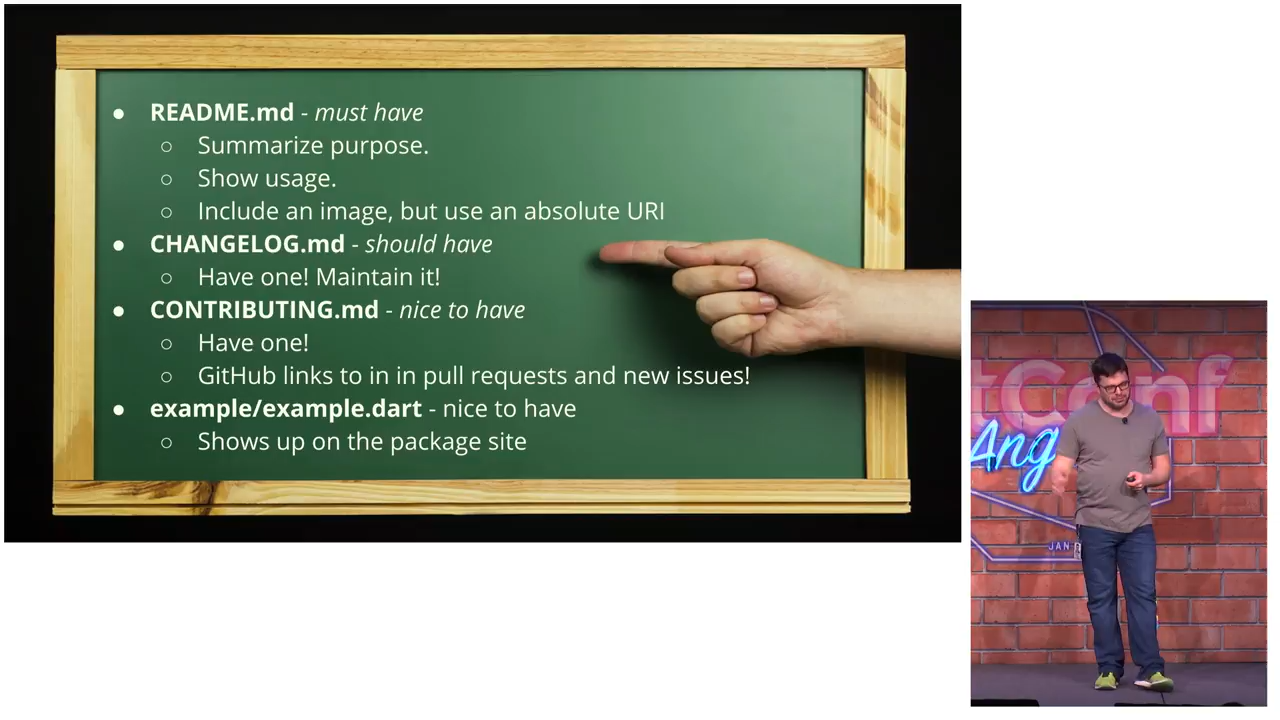 ● README.md - must have
○ Summarize purpose.
○ Show usage.
○ Include an image, but use an absolute URI
● CHANGELOG.md - should have
○ Have one! Maintain it!
● CONTRIBUTING.md - nice to have
○ Have one!
○ GitHub links to in in pull requests and new issues!
● example/example.dart - nice to have
○ Shows up on the package site
tConf
Ang
JAN